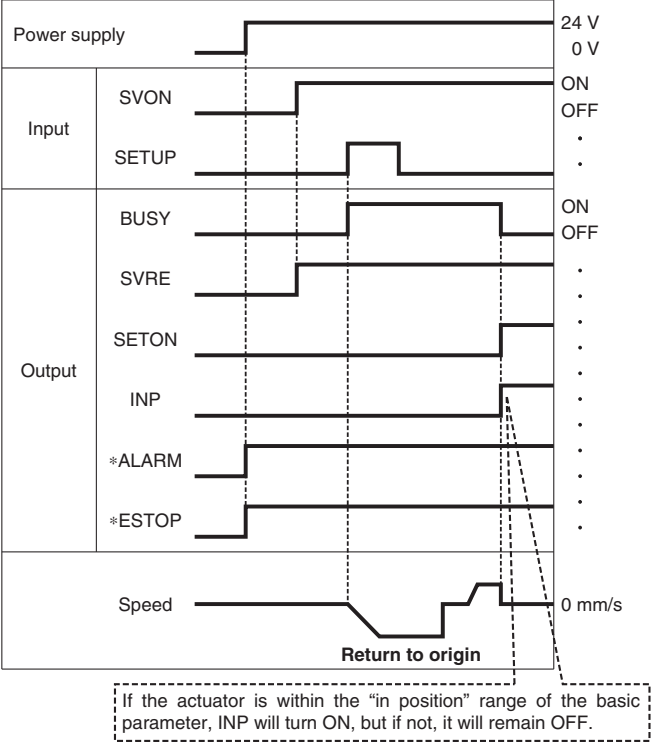 Power supply
24 V
0 V
Input
SVON
ON
OFF
SETUP
Output
BUSY
ON
OFF
SVRE
SETON
INP
*ALARM
*ESTOP
Speed
0 mm/s
Return to origin
If the actuator is within the “in position” range of the basic
parameter, INP will turn ON, but if not, it will remain OFF.